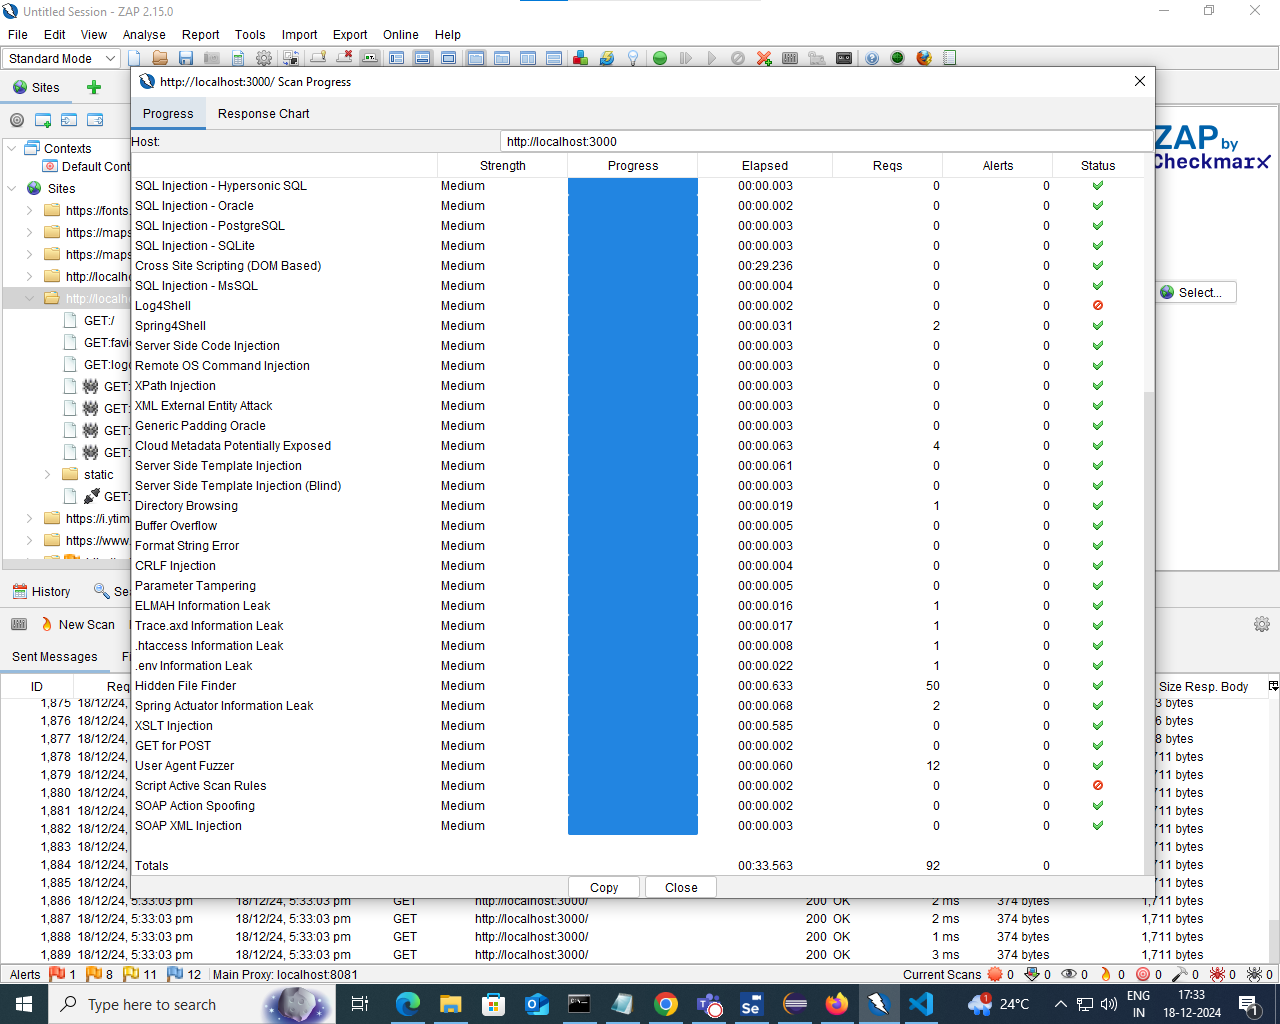 Untitled Session - ZAP 2.15.0
File Edit View Analyse Report Tools Import Export Online Help
Standard Mode
http://localhost:3000/ Scan Progress
Sites
Progress Response Chart
Host: http://localhost:3000
Strength Progress Elapsed Reqs Alerts Status
SQL Injection - Hypersonic SQL Medium 00:00.003 0 0
SQL Injection - Oracle Medium 00:00.002 0 0
SQL Injection - PostgreSQL Medium 00:00.003 0 0
SQL Injection - SQLite Medium 00:00.003 0 0
Cross Site Scripting (DOM Based) Medium 00:29.236 0 0
SQL Injection - MsSQL Medium 00:00.004 0 0
Log4Shell Medium 00:00.002 0 0
Spring4Shell Medium 00:00.031 2 0
Server Side Code Injection Medium 00:00.003 0 0
Remote OS Command Injection Medium 00:00.003 0 0
XPath Injection Medium 00:00.003 0 0
XML External Entity Attack Medium 00:00.003 0 0
Generic Padding Oracle Medium 00:00.003 0 0
Cloud Metadata Potentially Exposed Medium 00:00.063 4 0
Server Side Template Injection Medium 00:00.061 0 0
Server Side Template Injection (Blind) Medium 00:00.003 0 0
Directory Browsing Medium 00:00.019 1 0
Buffer Overflow Medium 00:00.005 0 0
Format String Error Medium 00:00.003 0 0
CRLF Injection Medium 00:00.004 0 0
Parameter Tampering Medium 00:00.005 0 0
ELMAH Information Leak Medium 00:00.016 1 0
Trace.axd Information Leak Medium 00:00.017 1 0
.htaccess Information Leak Medium 00:00.008 1 0
.env Information Leak Medium 00:00.022 1 0
Hidden File Finder Medium 00:00.633 50 0
Spring Actuator Information Leak Medium 00:00.068 2 0
XSLT Injection Medium 00:00.585 0 0
GET for POST Medium 00:00.002 0 0
User Agent Fuzzer Medium 00:00.060 12 0
Script Active Scan Rules Medium 00:00.002 0 0
SOAP Action Spoofing Medium 00:00.002 0 0
SOAP XML Injection Medium 00:00.003 0 0
Totals 00:33.563 92 0
Copy Close
Contexts
Default Cont
Sites
https://fonts.
https://maps
https://maps
http://localh
http://localh
GET:/
GET:favi
GET:log
GET:
GET:
GET:
GET:
static
GET:
https://i.ytim
https://www.
ZAP by
Checkmarx
Select...
History Sea
New Scan
Sent Messages
ID Req Size Resp. Body
1,875 18/12/24, 3 bytes
1,876 18/12/24, 6 bytes
1,877 18/12/24, 8 bytes
1,878 18/12/24, 711 bytes
1,879 18/12/24, 711 bytes
1,880 18/12/24, 711 bytes
1,881 18/12/24, 711 bytes
1,882 18/12/24, 711 bytes
1,883 18/12/24, 711 bytes
1,884 18/12/24, 711 bytes
1,885 18/12/24, 711 bytes
1,886 18/12/24, 5:33:03 pm 18/12/24, 5:33:03 pm GET http://localhost:3000/ 200 OK 2 ms 374 bytes 1,711 bytes
1,887 18/12/24, 5:33:03 pm 18/12/24, 5:33:03 pm GET http://localhost:3000/ 200 OK 2 ms 374 bytes 1,711 bytes
1,888 18/12/24, 5:33:03 pm 18/12/24, 5:33:03 pm GET http://localhost:3000/ 200 OK 1 ms 374 bytes 1,711 bytes
1,889 18/12/24, 5:33:03 pm 18/12/24, 5:33:03 pm GET http://localhost:3000/ 200 OK 3 ms 374 bytes 1,711 bytes
Alerts 1 8 11 12 Main Proxy: localhost:8081 Current Scans 0 0 0 0 0 0 0 0
Type here to search
24°C
ENG
IN
17:33
18-12-2024